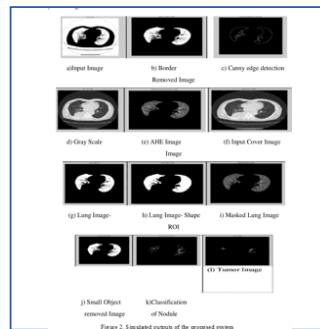 a)Input Image
b) Border
Removed Image
c) Canny edge detection
d) Gray Scale
(e) AHE Image
Image
(f) Input Cover Image
(g) Lung Image-
h) Lung Image- Shape
ROI
i) Masked Lung Image
j) Small Object
removed Image
k)Classification
of Nodule
(l) Tumor Image
Figure 2. Simulated outputs of the proposed system